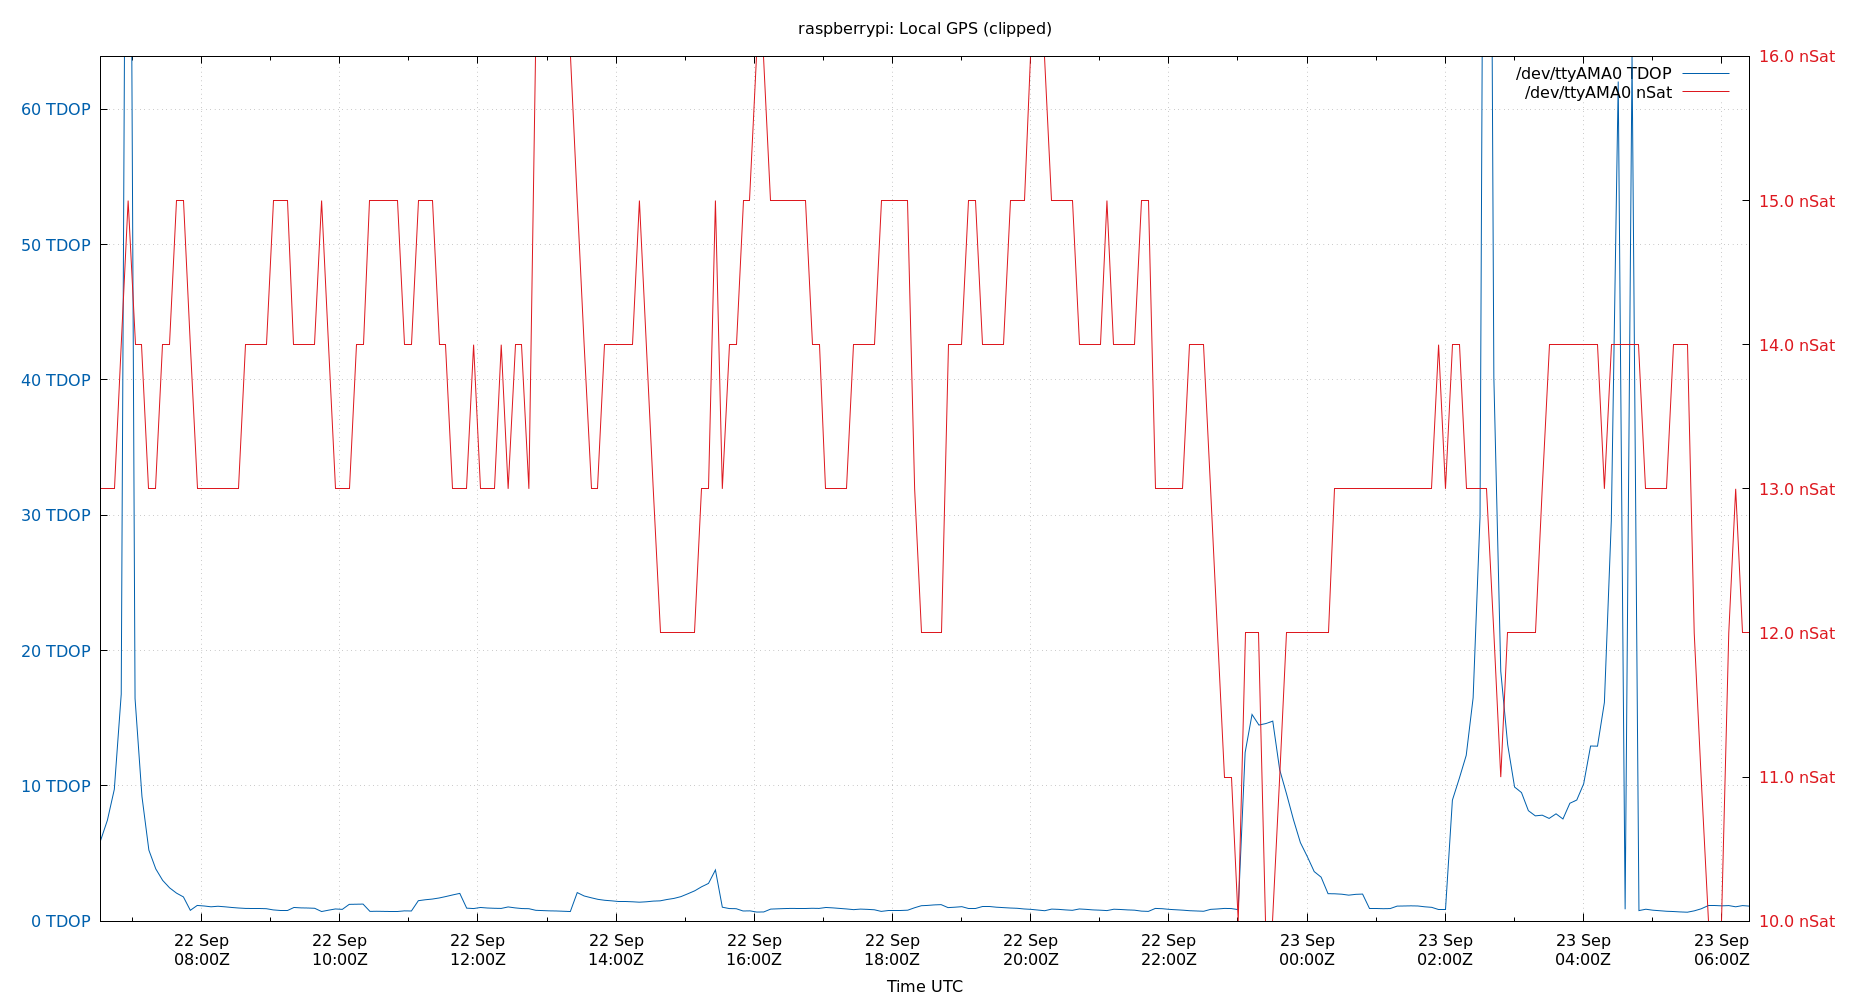 raspberrypi: Local GPS (clipped)
16.0 nSat
/dev/ttyAMA0 TDOP
/dev/ttyAMA0 nSat
60 TDOP
15.0 nSat
50 TDOP
14.0 nSat
40 TDOP
13.0 nSat
30 TDOP
12.0 nSat
20 TDOP
11.0 nSat
10 TDOP
10.0 nSat
0 TDOP
22 Sep 22 Sep 22 Sep 22 Sep 22 Sep 22 Sep 22 Sep 22 Sep 23 Sep 23 Sep 23 Sep 23 Sep
08:00Z 10:00Z 12:00Z 14:00Z 16:00Z 18:00Z 20:00Z 22:00Z 00:00Z 02:00Z 04:00Z 06:00Z
Time UTC